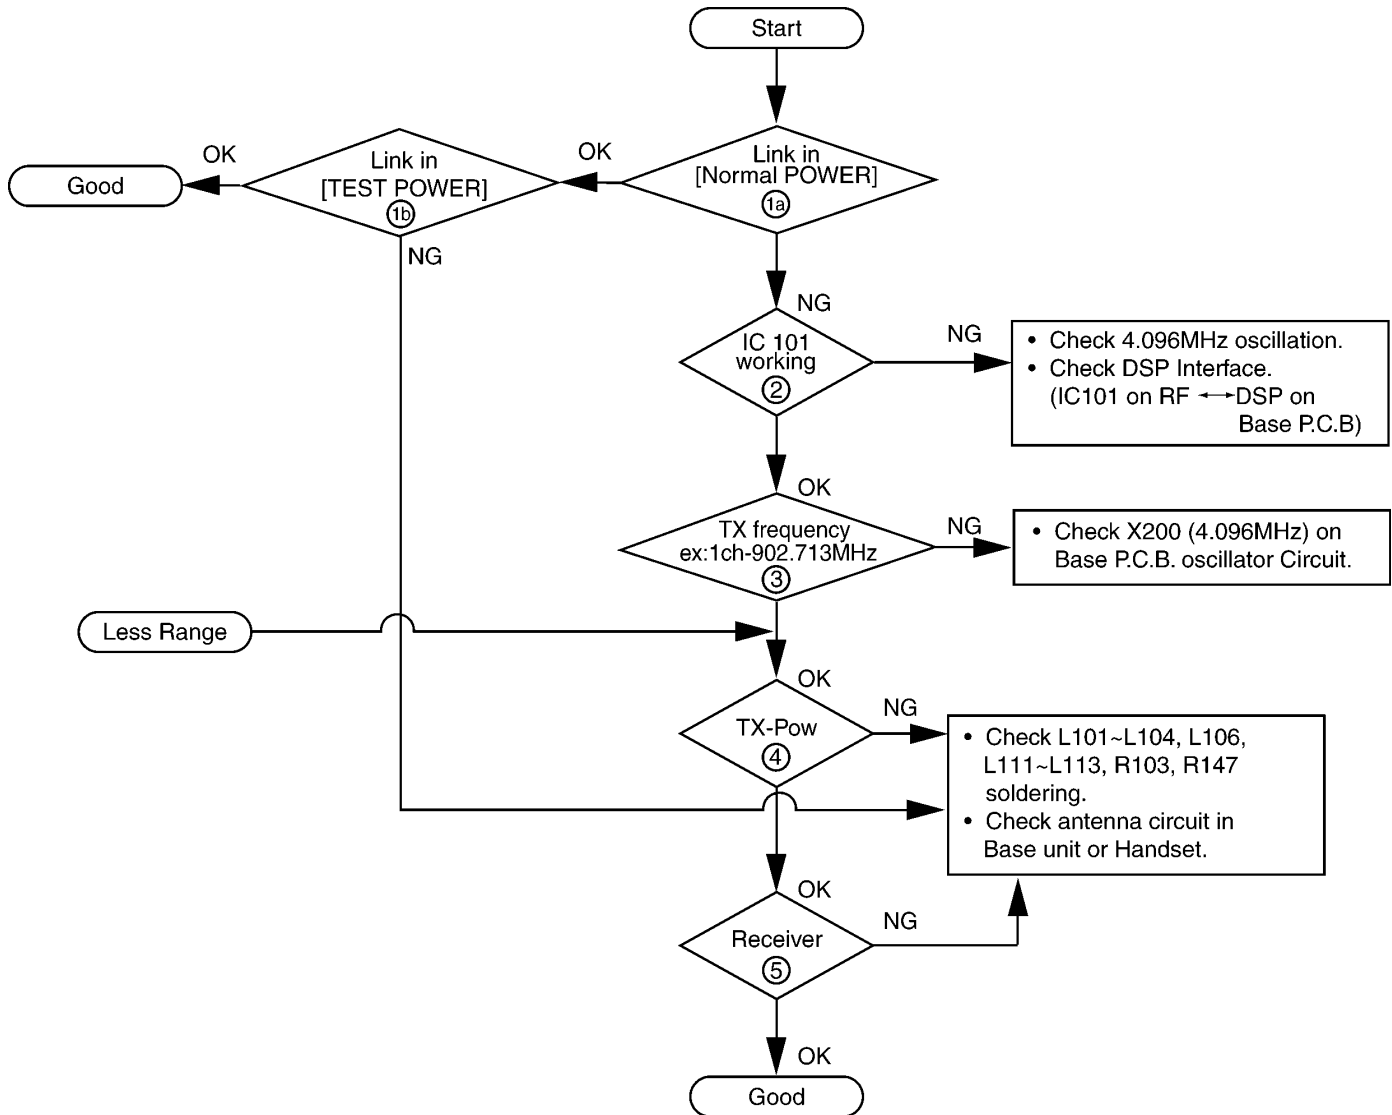 Start
Link in
[Normal POWER]
1a
OK
Link in
[TEST POWER]
1b
OK
Good
NG
NG
IC 101
working
2
NG
• Check 4.096MHz oscillation.
• Check DSP Interface.
(IC101 on RF ↔ DSP on
Base P.C.B)
OK
TX frequency
ex:1ch-902.713MHz
3
NG
• Check X200 (4.096MHz) on
Base P.C.B. oscillator Circuit.
Less Range
OK
TX-Pow
4
NG
• Check L101~L104, L106,
L111~L113, R103, R147
soldering.
• Check antenna circuit in
Base unit or Handset.
OK
Receiver
5
NG
OK
Good